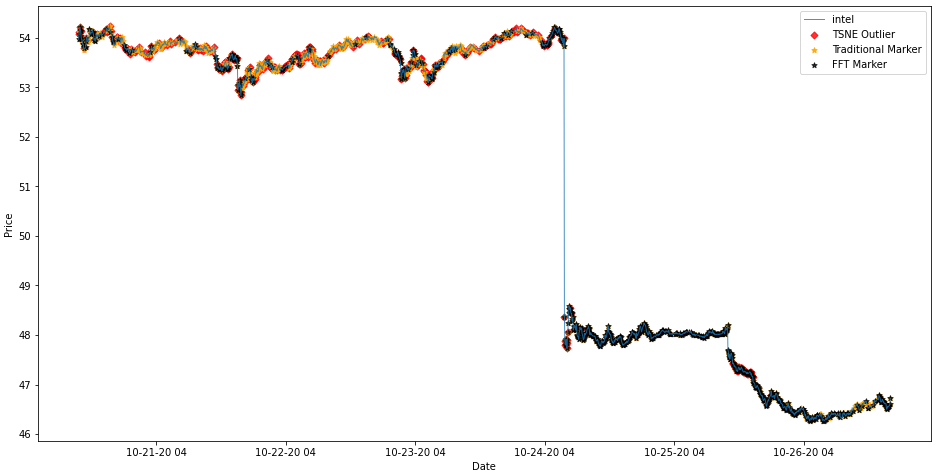 intel
TSNE Outlier
Traditional Marker
FFT Marker
54
53
52
51
50
49
48
47
46
Price
10-21-20 04 10-22-20 04 10-23-20 04 10-24-20 04 10-25-20 04 10-26-20 04
Date